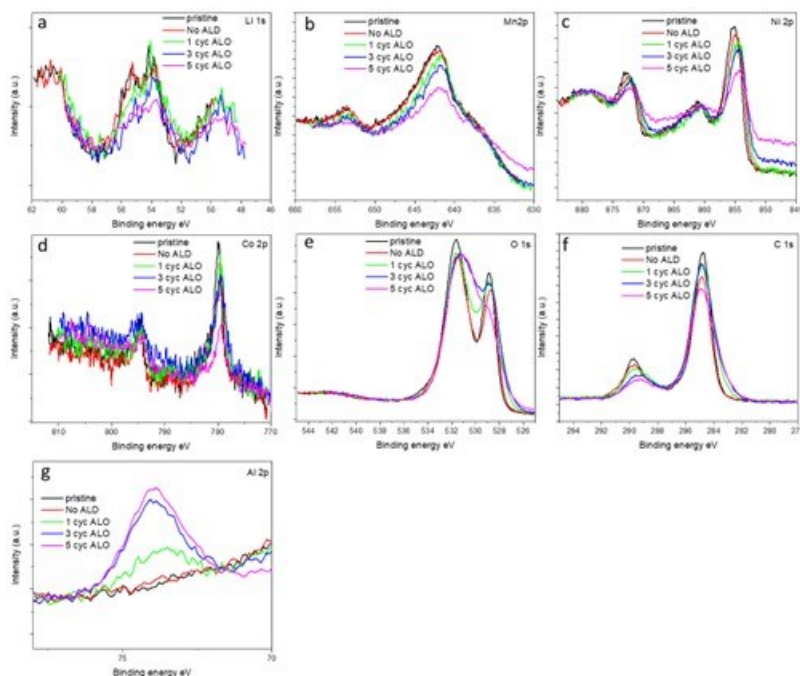 a
Li 1s
pristine
No ALD
1 cyc ALO
3 cyc ALO
5 cyc ALO
Intensity (a.u.)
62 60 58 56 54 52 50 48 46
Binding energy eV
b
Mn2p
pristine
No ALD
1 cyc ALO
3 cyc ALO
5 cyc ALO
Intensity (a.u.)
660 655 650 645 640 635 630
Binding energy eV
c
Ni 2p
pristine
No ALD
1 cyc ALO
3 cyc ALO
5 cyc ALO
Intensity (a.u.)
880 870 860 850 840
Binding energy eV
d
Co 2p
pristine
No ALD
1 cyc ALO
3 cyc ALO
5 cyc ALO
Intensity (a.u.)
810 800 790 780 770
Binding energy eV
e
O 1s
pristine
No ALD
1 cyc ALO
3 cyc ALO
5 cyc ALO
Intensity (a.u.)
544 542 540 538 536 534 532 530 528 526
Binding energy eV
f
C 1s
pristine
No ALD
1 cyc ALO
3 cyc ALO
5 cyc ALO
Intensity (a.u.)
294 292 290 288 286 284 282 280 27
Binding energy eV
g
Al 2p
pristine
No ALD
1 cyc ALO
3 cyc ALO
5 cyc ALO
Intensity (a.u.)
75 70
Binding energy eV